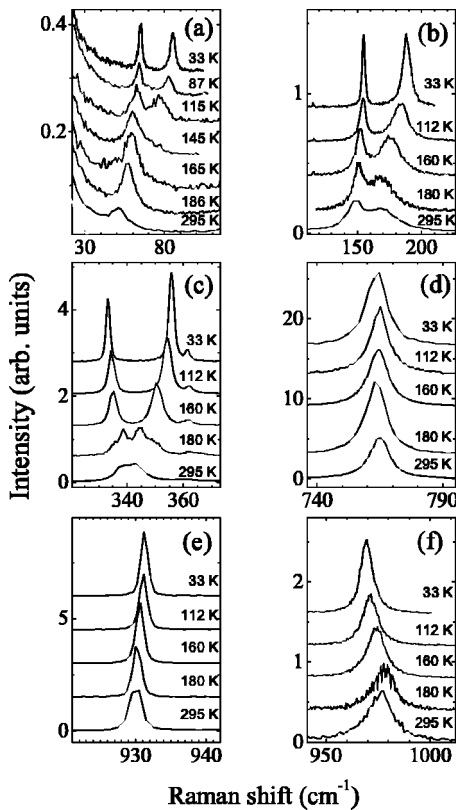 Intensity (arb. units)
(a)
0.4
0.2
33 K
87 K
115 K
145 K
165 K
186 K
295 K
30 80
(b)
1
0
33 K
112 K
160 K
180 K
295 K
150 200
(c)
4
2
0
33 K
112 K
160 K
180 K
295 K
340 360
(d)
20
10
0
33 K
112 K
160 K
180 K
295 K
740 790
(e)
5
0
33 K
112 K
160 K
180 K
295 K
930 940
(f)
2
1
0
33 K
112 K
160 K
180 K
295 K
950 1000
Raman shift (cm⁻¹)